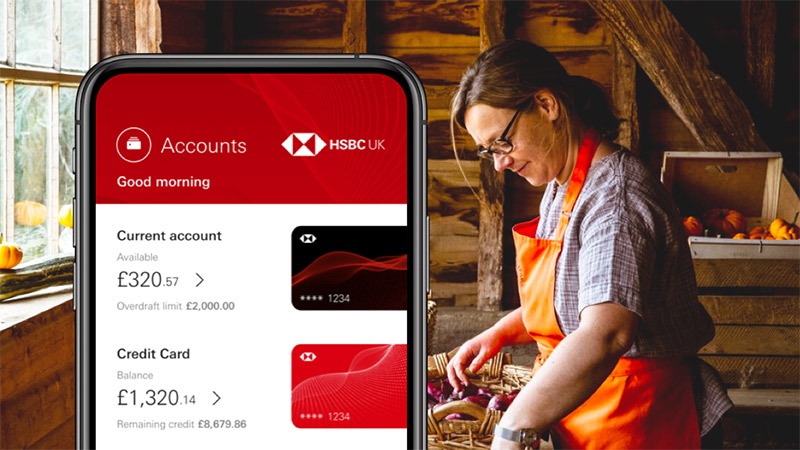 Accounts
HSBC UK
Good morning
Current account
Available
£320.57
Overdraft limit £2,000.00
**** 1234
Credit Card
Balance
£1,320.14
Remaining credit £8,679.86
**** 1234